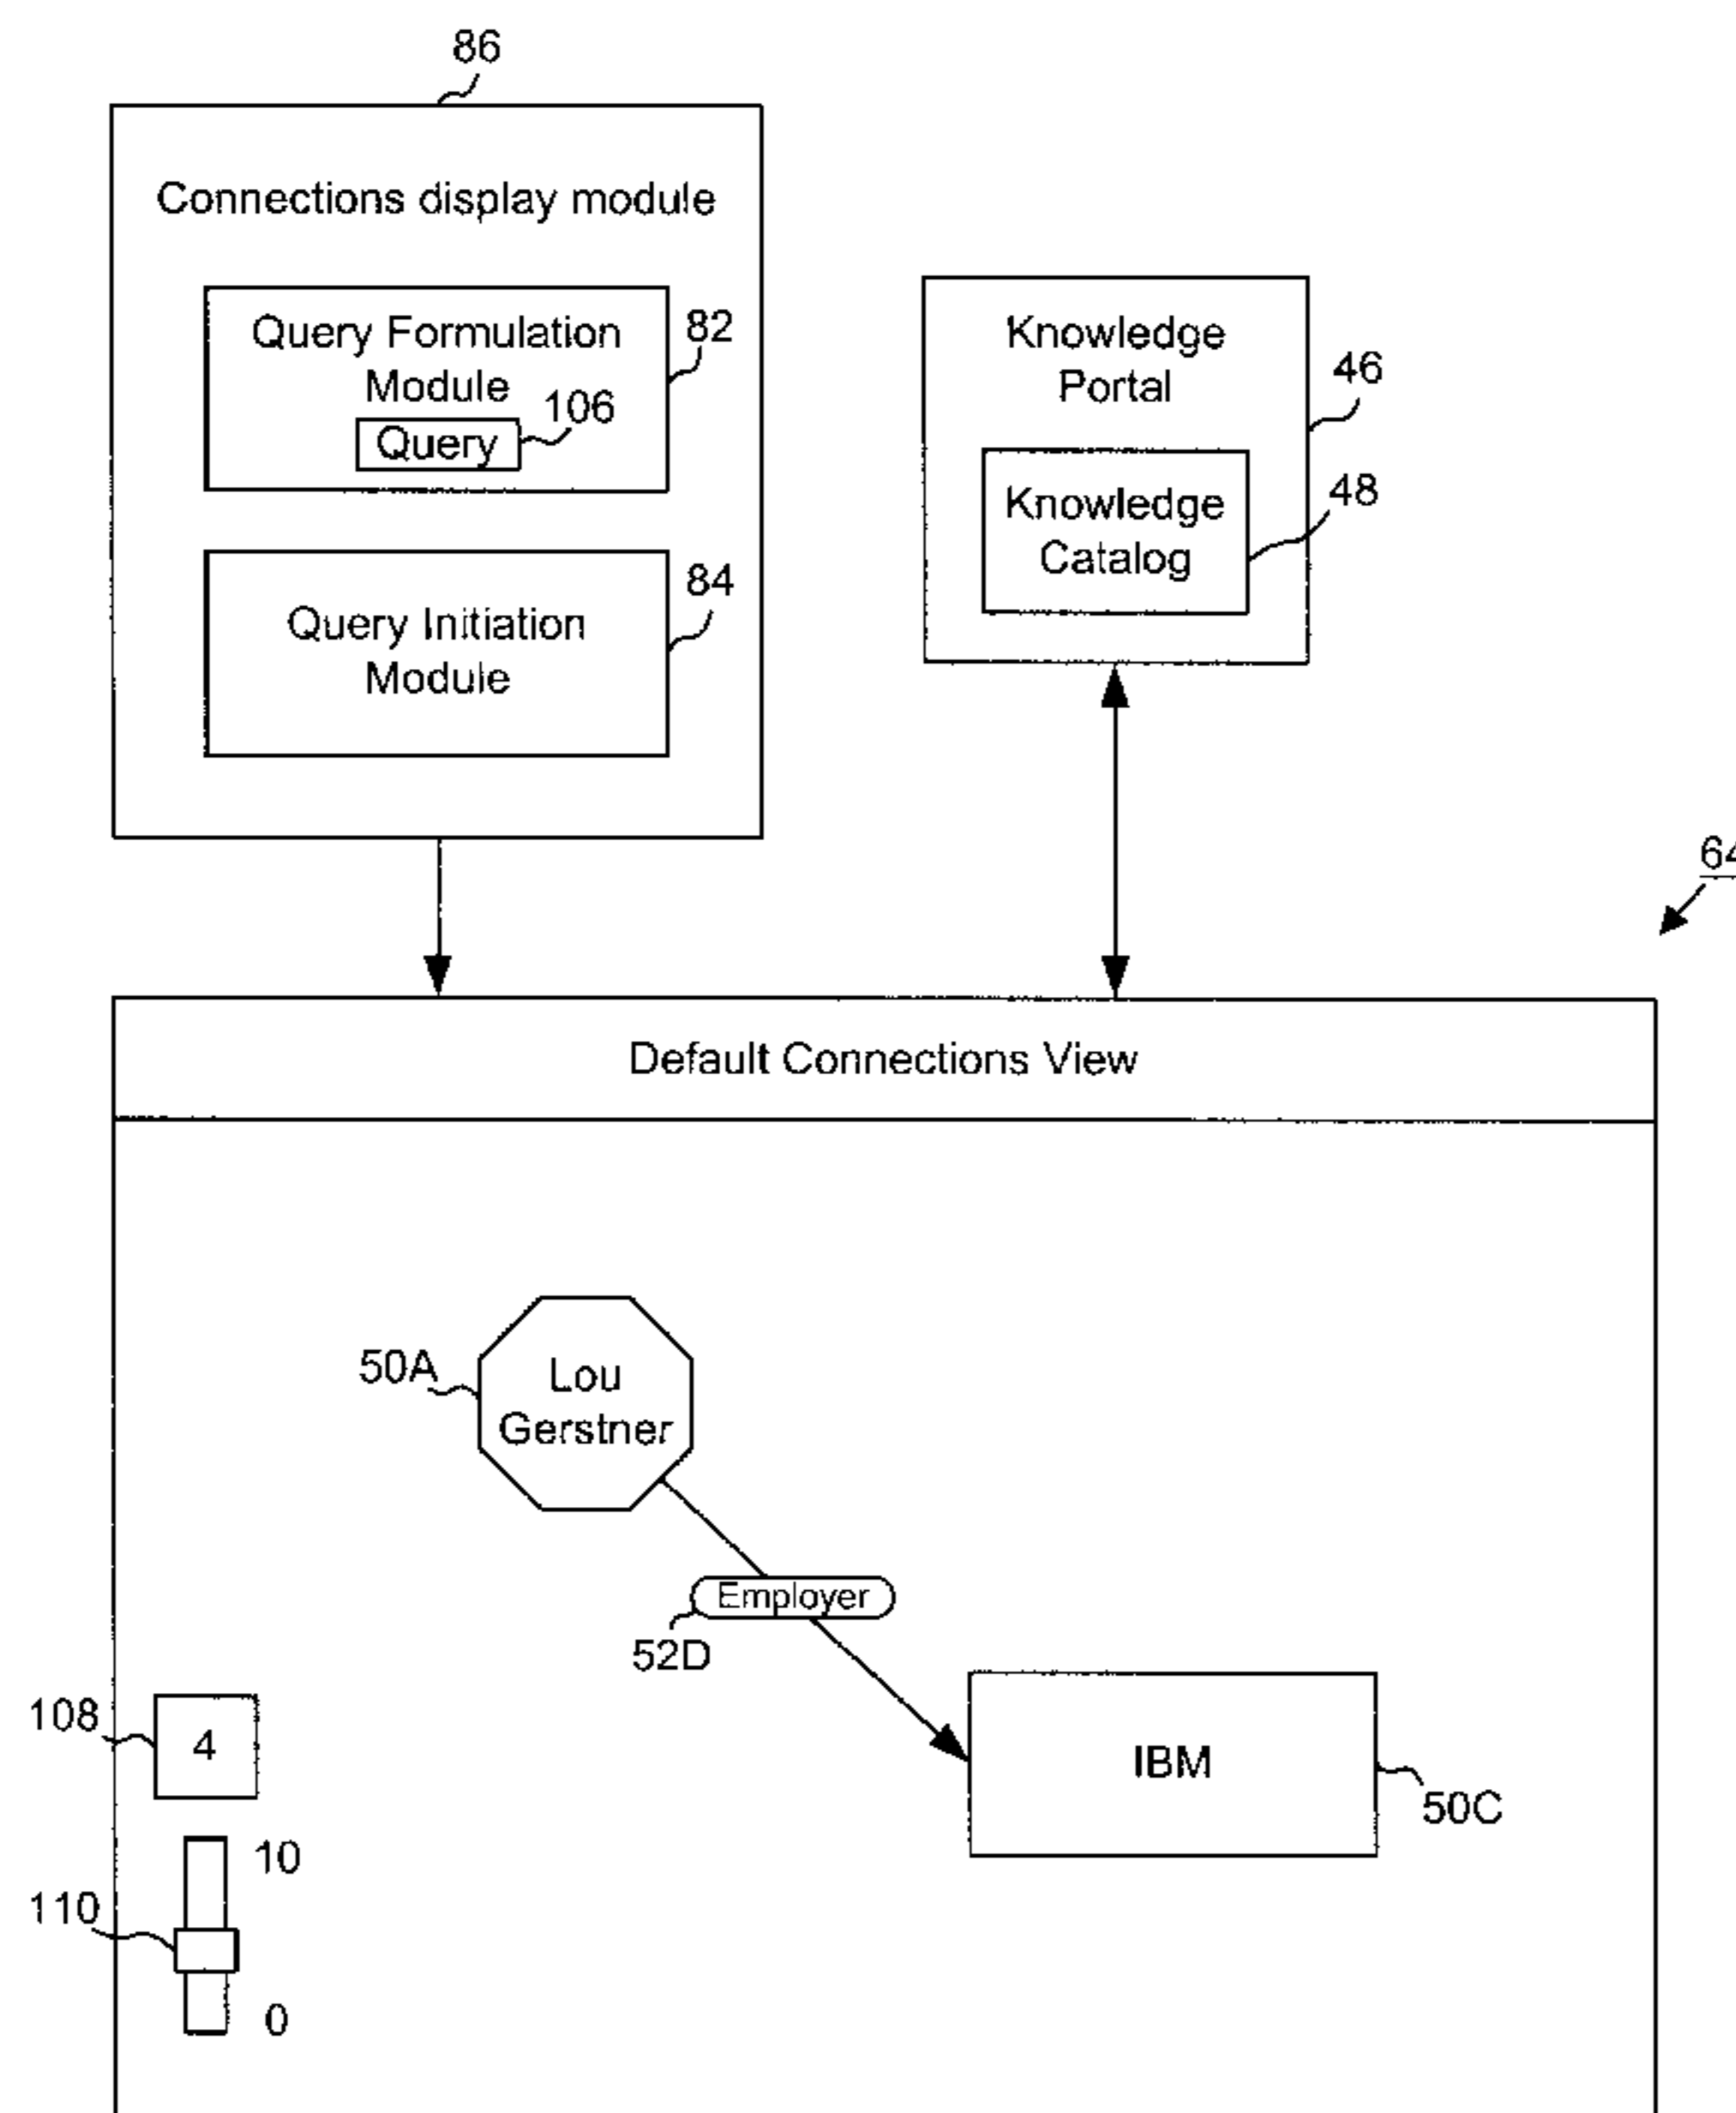 86
Connections display module
Query Formulation
Module
82
106
Query
Query Initiation
Module
84
Knowledge
Portal
46
Knowledge
Catalog
48
64
Default Connections View
50A
Lou
Gerstner
Employer
52D
108
4
IBM
50C
10
110
0